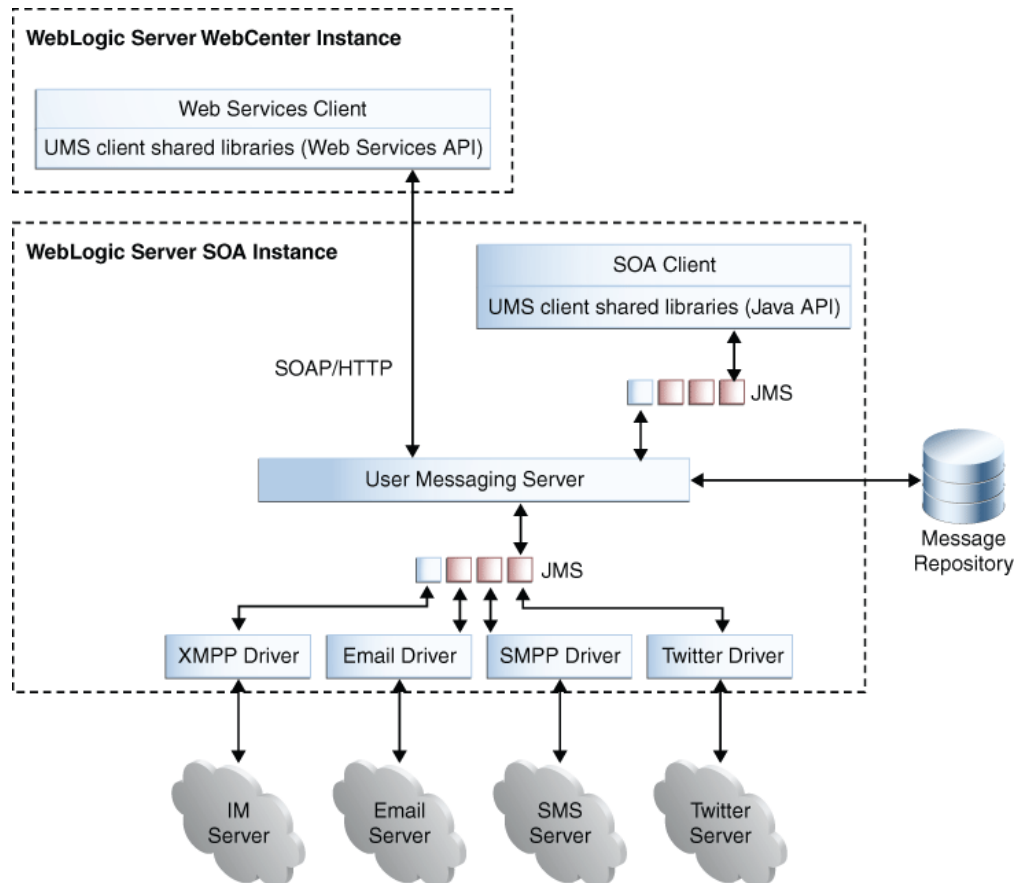 WebLogic Server WebCenter Instance
Web Services Client
UMS client shared libraries (Web Services API)
WebLogic Server SOA Instance
SOA Client
UMS client shared libraries (Java API)
SOAP/HTTP
JMS
User Messaging Server
Message
Repository
JMS
XMPP Driver
Email Driver
SMPP Driver
Twitter Driver
IM
Server
Email
Server
SMS
Server
Twitter
Server